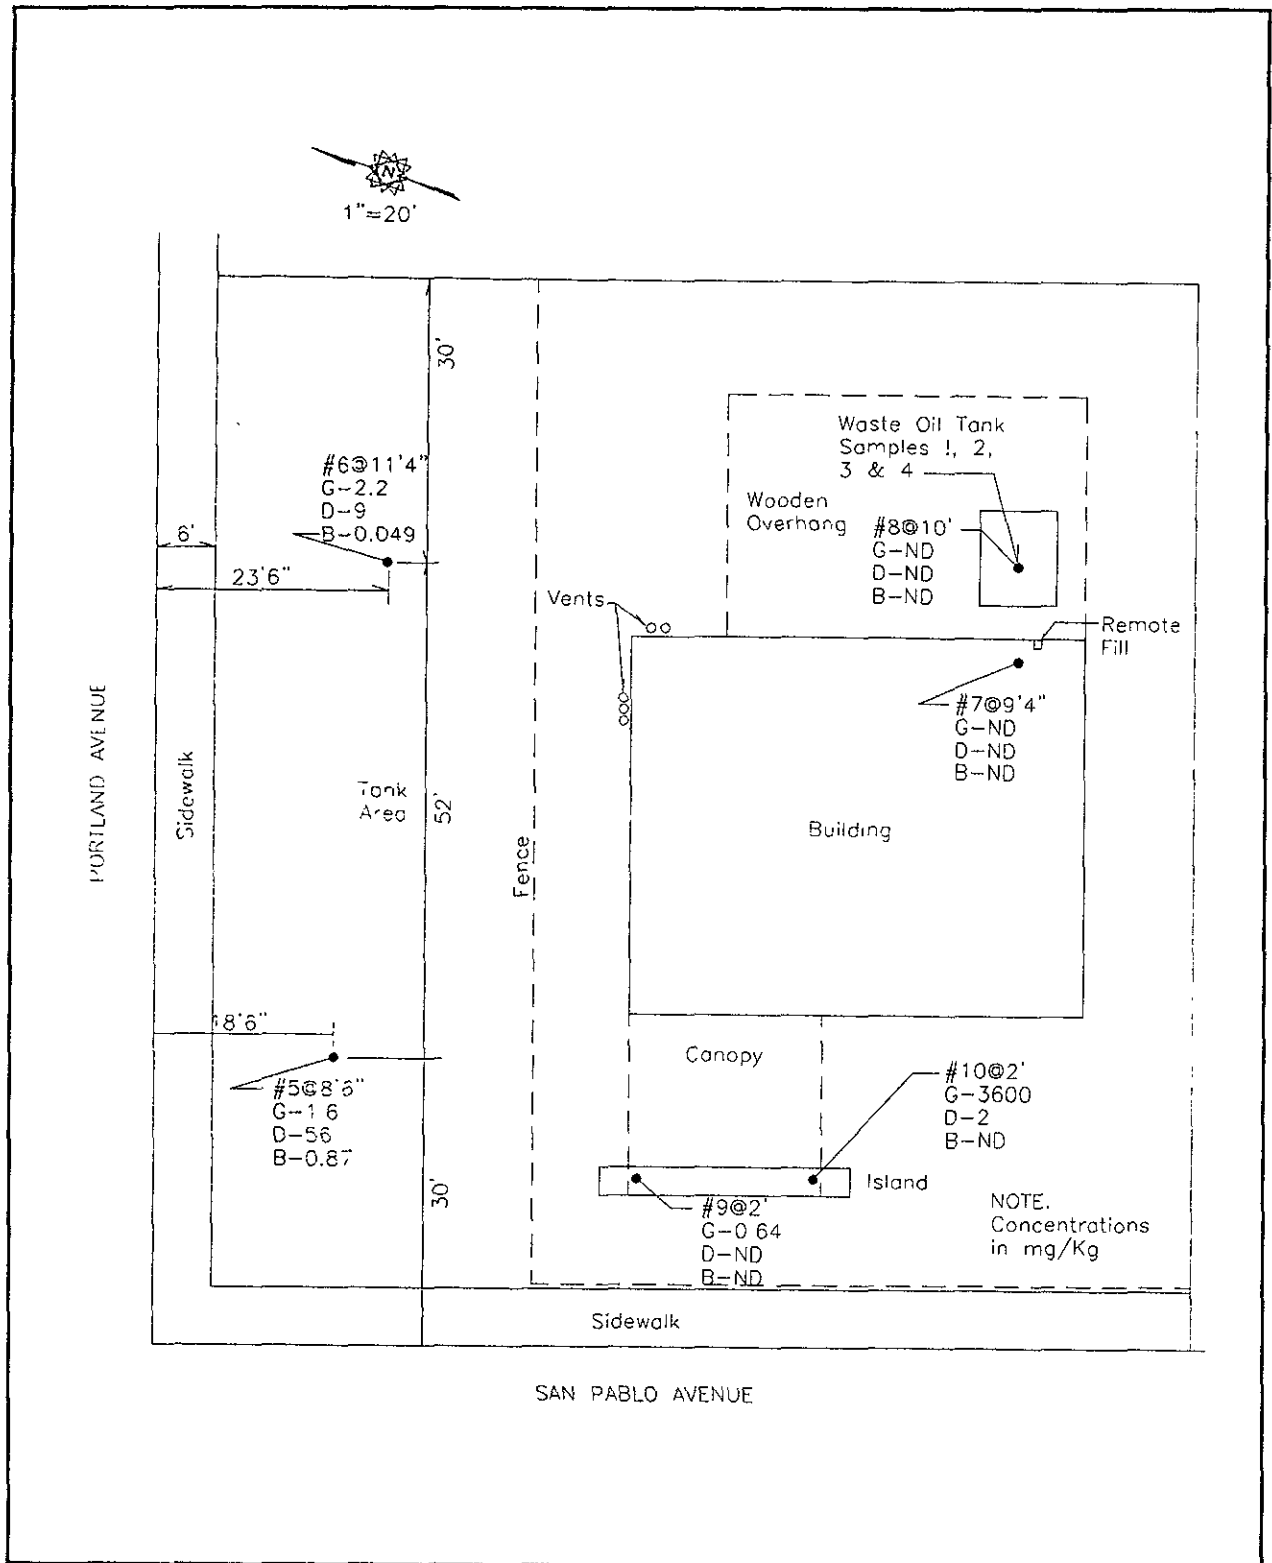 N
1"=20'
30'
#6@11'4"
G-2.2
D-9
B-0.049
6'
23'6"
Waste Oil Tank
Samples 1, 2,
3 & 4
Wooden
Overhang
#8@10'
G-ND
D-ND
B-ND
Vents
Remote
Fill
#7@9'4"
G-ND
D-ND
B-ND
PORTLAND AVENUE
Sidewalk
Tank
Area
52'
Fence
Building
18'6"
#5@8'6"
G-1 6
D-56
B-0.87
30'
Canopy
#10@2'
G-3600
D-2
B-ND
Island
#9@2'
G-0 64
D-ND
B-ND
NOTE.
Concentrations
in mg/Kg
Sidewalk
SAN PABLO AVENUE